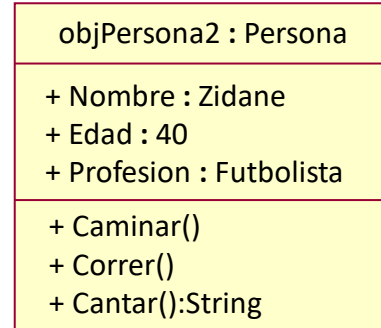 objPersona2 : Persona
+ Nombre : Zidane
+ Edad : 40
+ Profesion : Futbolista
+ Caminar()
+ Correr()
+ Cantar():String